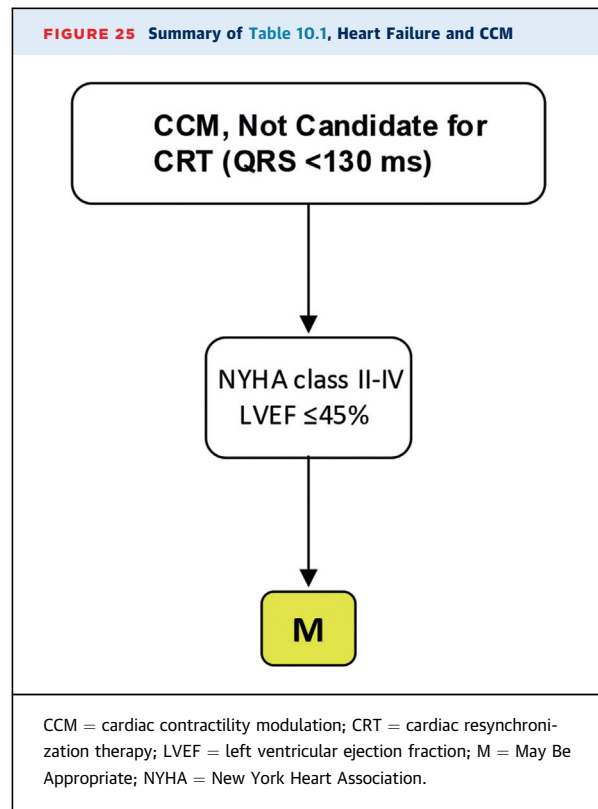 FIGURE 25 Summary of Table 10.1, Heart Failure and CCM
CCM, Not Candidate for
CRT (QRS <130 ms)
NYHA class II-IV
LVEF ≤45%
M
CCM = cardiac contractility modulation; CRT = cardiac resynchroni-
zation therapy; LVEF = left ventricular ejection fraction; M = May Be
Appropriate; NYHA = New York Heart Association.